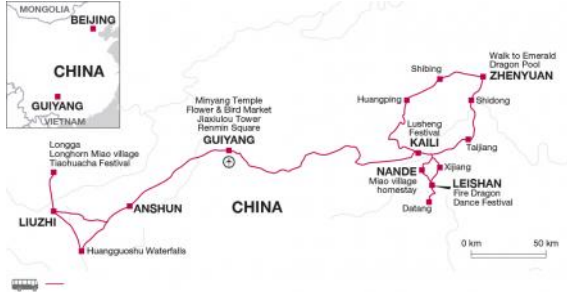 MONGOLIA
BEIJING
CHINA
GUIYANG
VIETNAM
Minyang Temple
Flower & Bird Market
Jiaxiulou Tower
Renmin Square
GUIYANG
Longga
Longhorn Miao village
Tiaohuacha Festival
LIUZHI
ANSHUN
Huangguoshu Waterfalls
CHINA
Shibing
Walk to Emerald
Dragon Pool
ZHENYUAN
Huangping
Shidong
Lusheng
Festival
KAILI
Taijiang
NANDE
Miao village
homestay
Xijiang
LEISHAN
Fire Dragon
Dance Festival
Datang
0 km 50 km